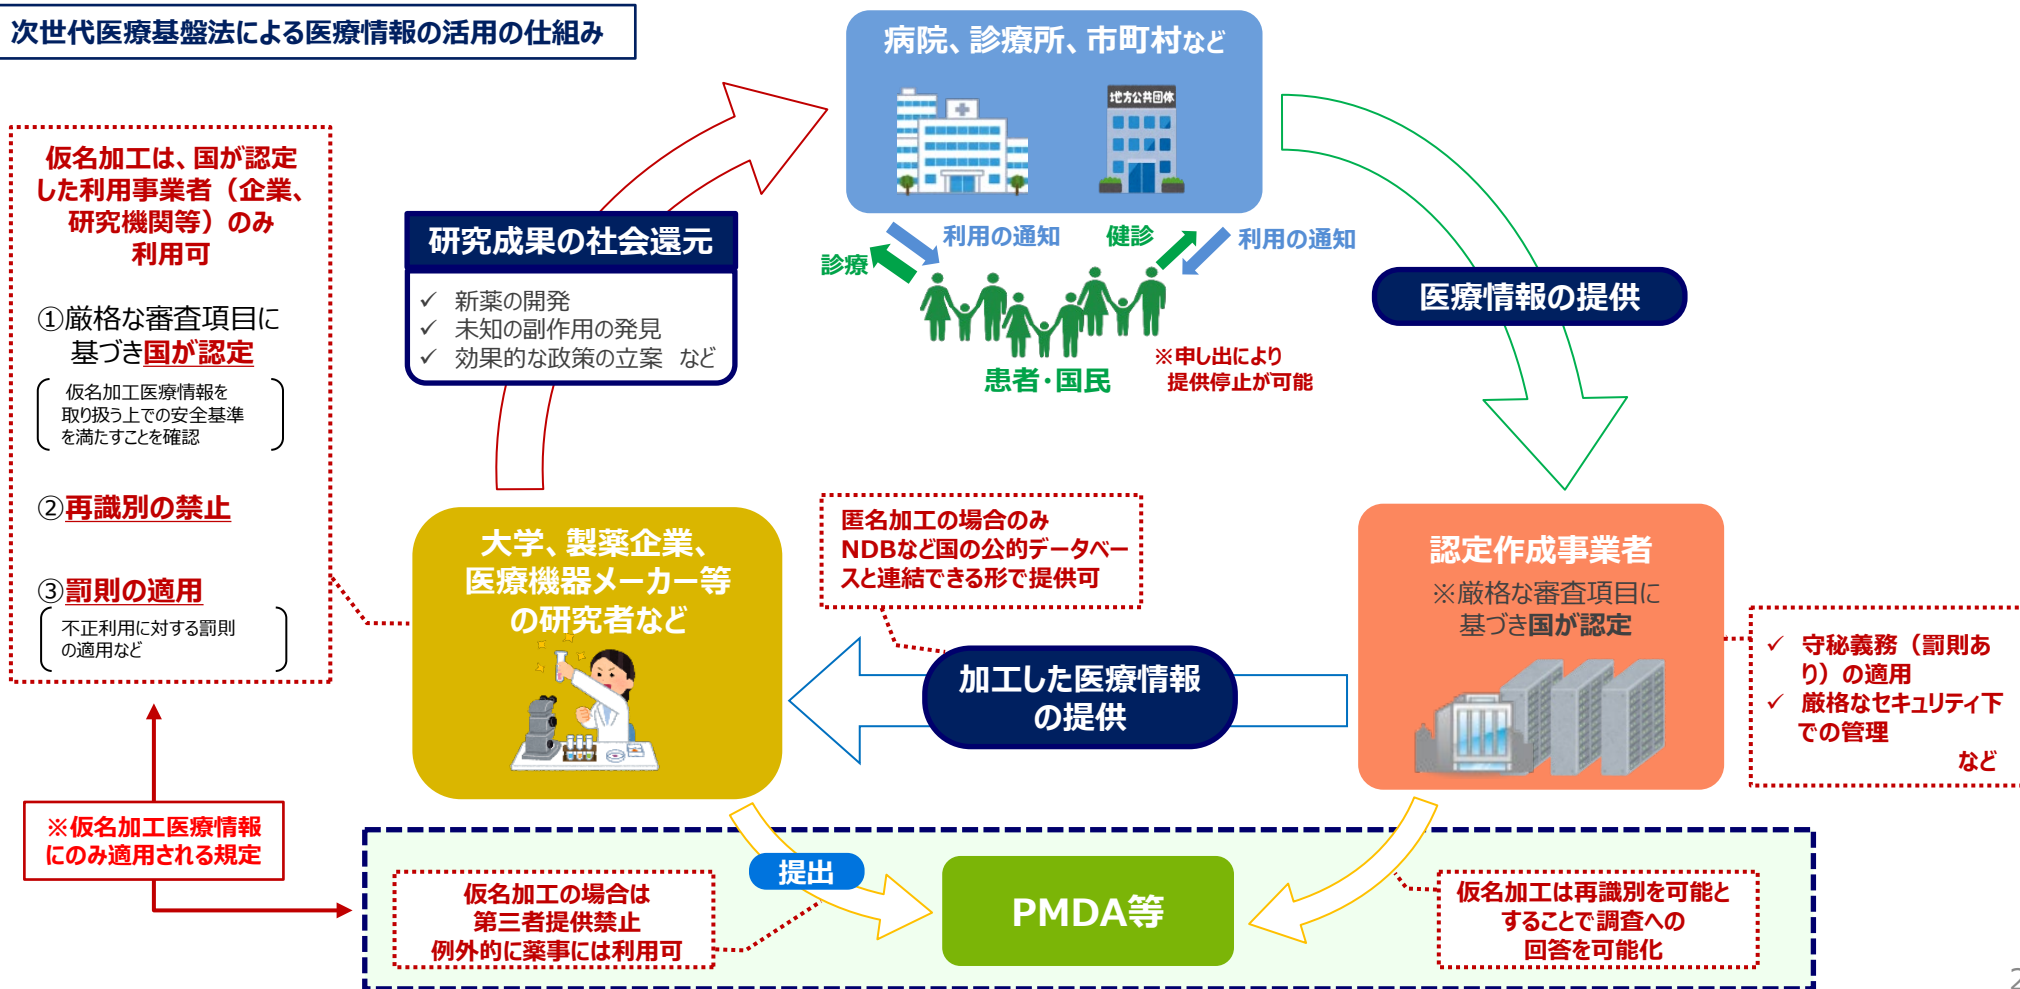 次世代医療基盤法による医療情報の活用の仕組み
病院、診療所、市町村など
地方公共団体
利用の通知
健診
利用の通知
診療
患者・国民
※申し出により
提供停止が可能
医療情報の提供
仮名加工は、国が認定
した利用事業者（企業、
研究機関等）のみ
利用可
①厳格な審査項目に
基づき国が認定
仮名加工医療情報を
取り扱う上での安全基準
を満たすことを確認
②再識別の禁止
③罰則の適用
不正利用に対する罰則
の適用など
研究成果の社会還元
✓ 新薬の開発
✓ 未知の副作用の発見
✓ 効果的な政策の立案 など
大学、製薬企業、
医療機器メーカー等
の研究者など
匿名加工の場合のみ
NDBなど国の公的データベー
スと連結できる形で提供可
加工した医療情報
の提供
認定作成事業者
※厳格な審査項目に
基づき国が認定
✓ 守秘義務（罰則あ
り）の適用
✓ 厳格なセキュリティ下
での管理
など
※仮名加工医療情報
にのみ適用される規定
提出
仮名加工の場合は
第三者提供禁止
例外的に薬事には利用可
PMDA等
仮名加工は再識別を可能と
することで調査への
回答を可能化
2